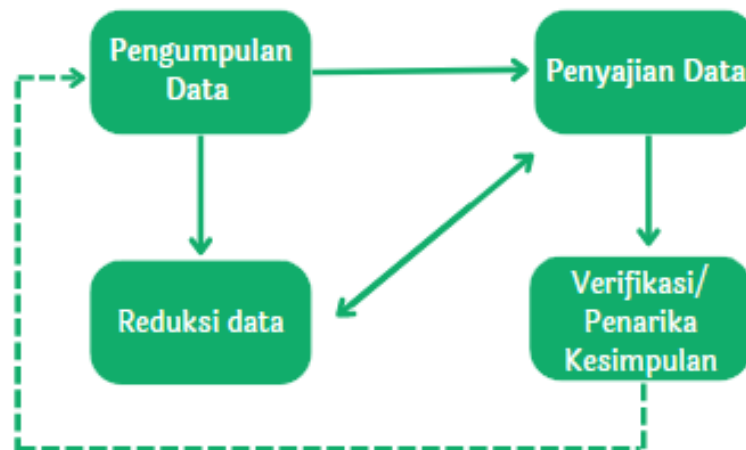 Pengumpulan
Data
Penyajian Data
Reduksi data
Verifikasi/
Penarika
Kesimpulan